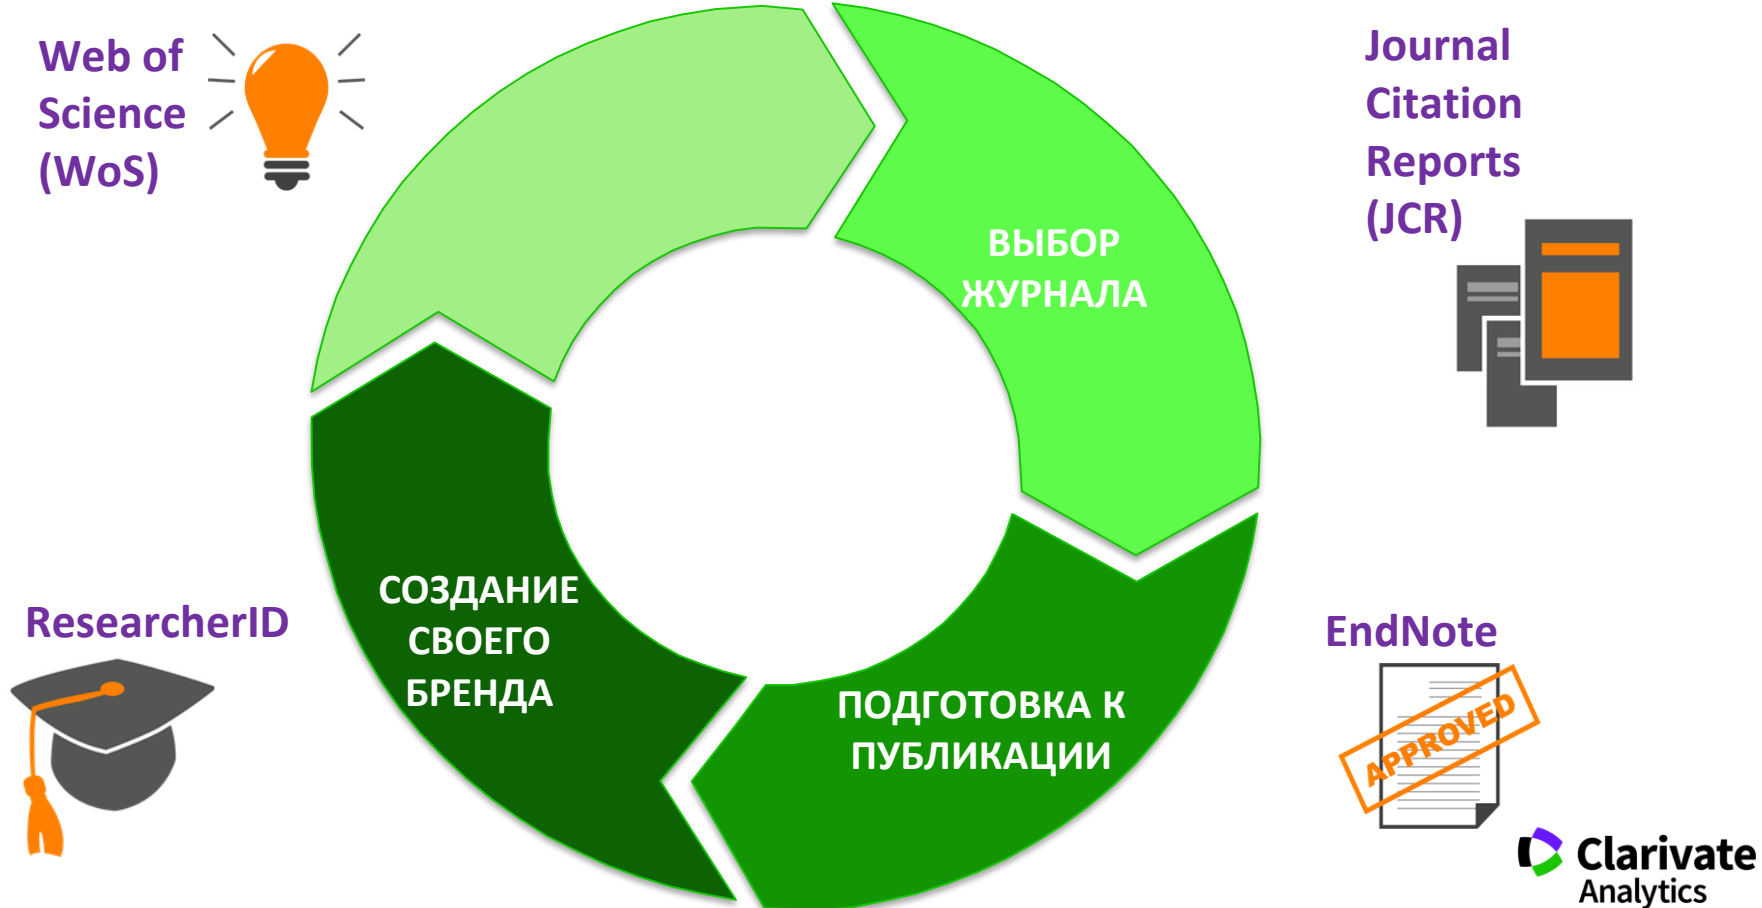 Web of
Science
(WoS)
Journal
Citation
Reports
(JCR)
ВЫБОР
ЖУРНАЛА
СОЗДАНИЕ
СВОЕГО
БРЕНДА
ResearcherID
EndNote
ПОДГОТОВКА К
ПУБЛИКАЦИИ
APPROVED
Clarivate
Analytics